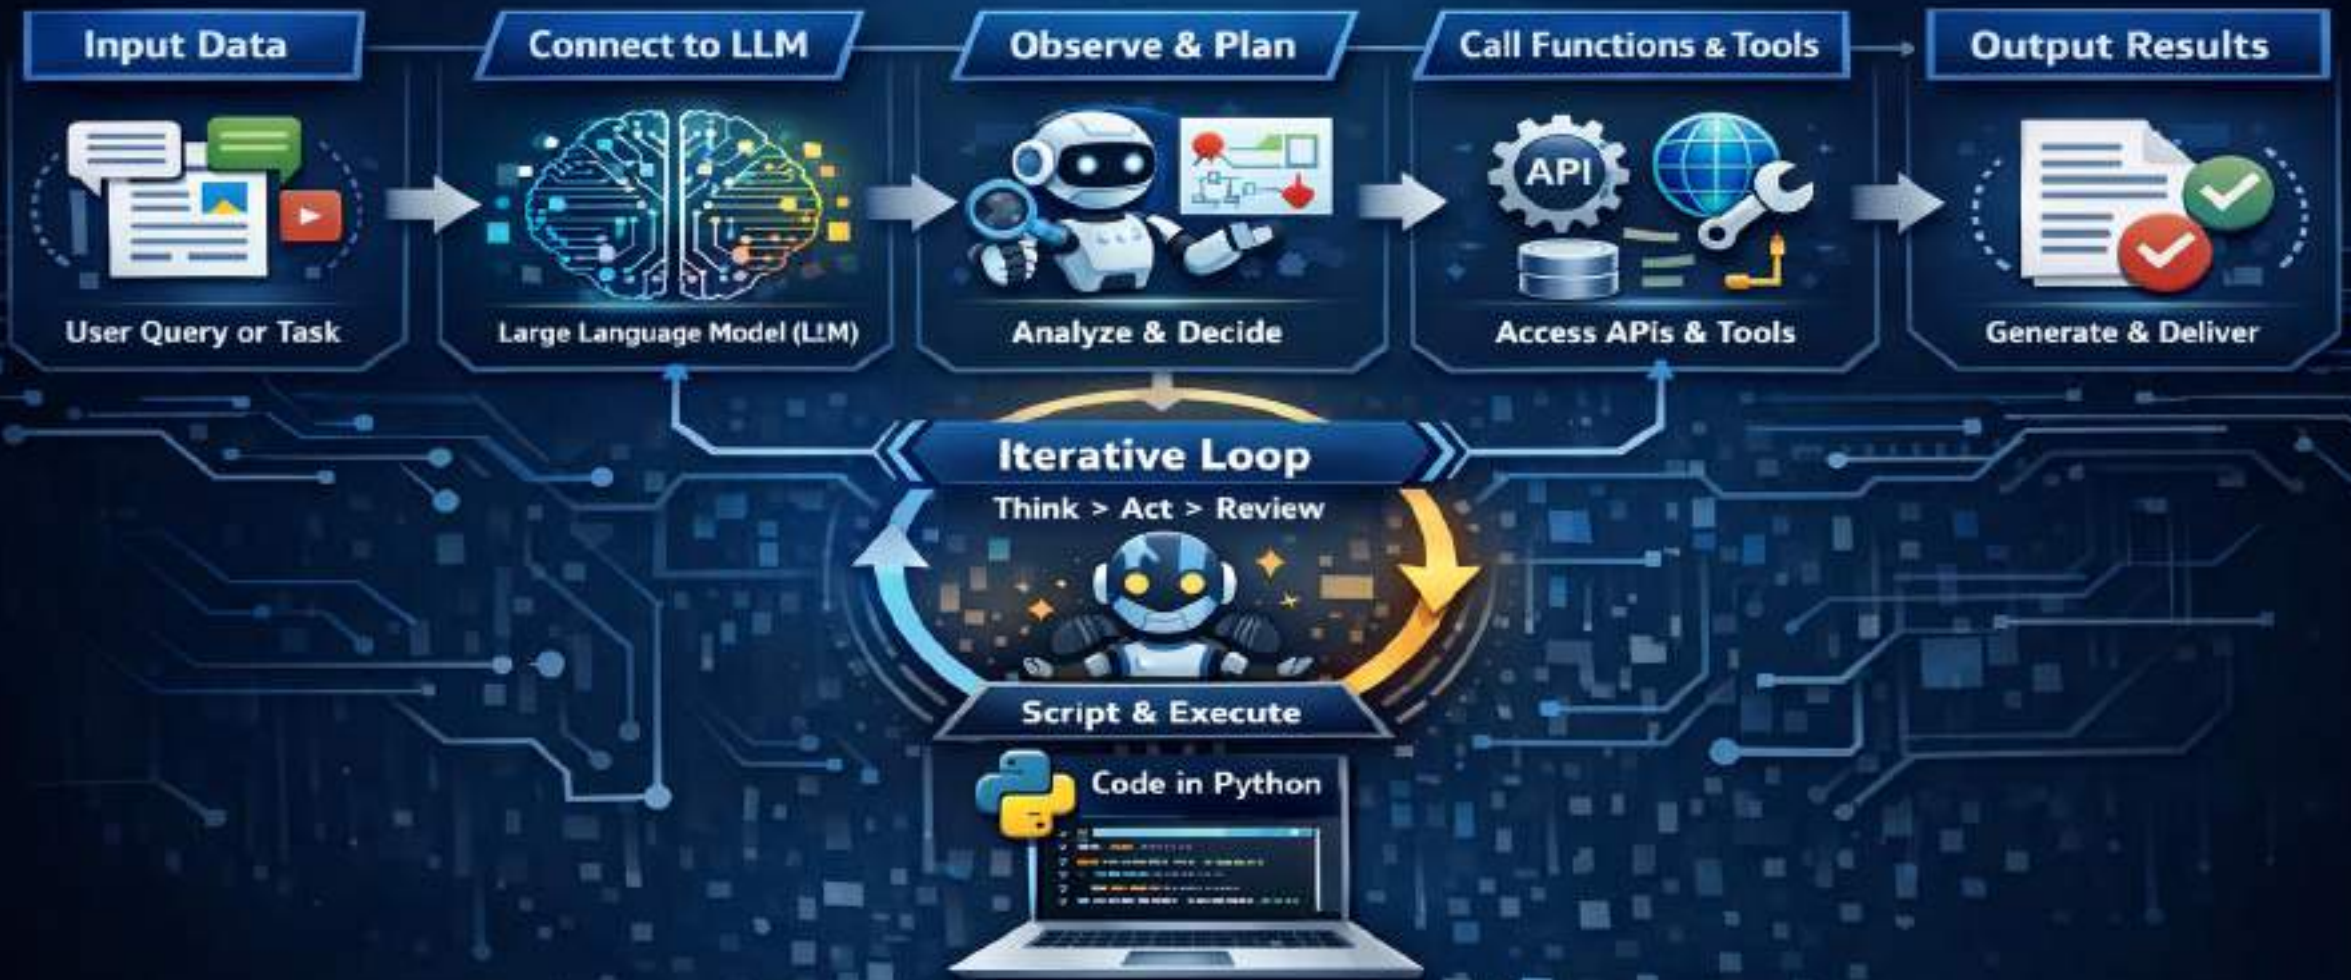 Input Data
Connect to LLM
Observe & Plan
Call Functions & Tools
Output Results
API
User Query or Task
Large Language Model (L!M)
Analyze & Decide
Access APis & Tools
Generate & Deliver
Iterative Loop
Think > Act > Review
Script & Execute
Code in Python